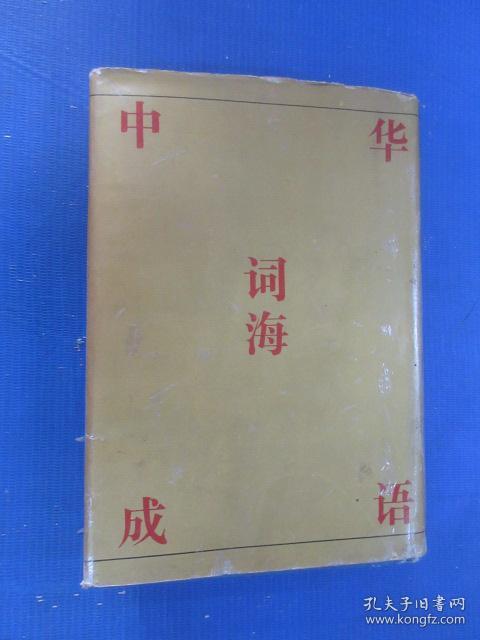 中 华
词
海
成 语
孔夫子旧书网
www.kongfz.com